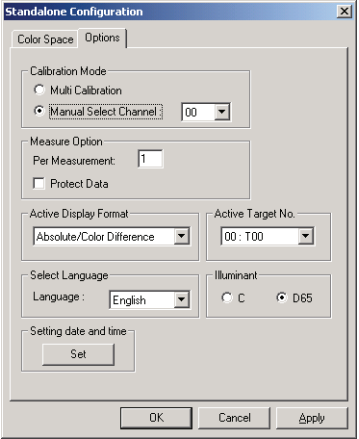 Standalone Configuration
Color Space Options
Calibration Mode
Multi Calibration
Manual Select Channel : 00
Measure Option
Per Measurement: 1
Protect Data
Active Display Format Active Target No.
Absolute/Color Difference 00 : T00
Select Language Illuminant
Language : English C D65
Setting date and time
Set
OK Cancel Apply